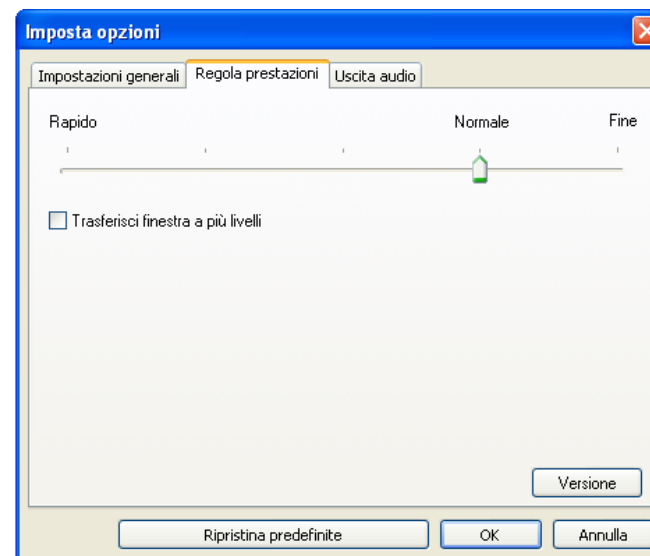 Imposta opzioni
Impostazioni generali Regola prestazioni Uscita audio
Rapido Normale Fine
Trasferisci finestra a più livelli
Versione
Ripristina predefinite OK Annulla